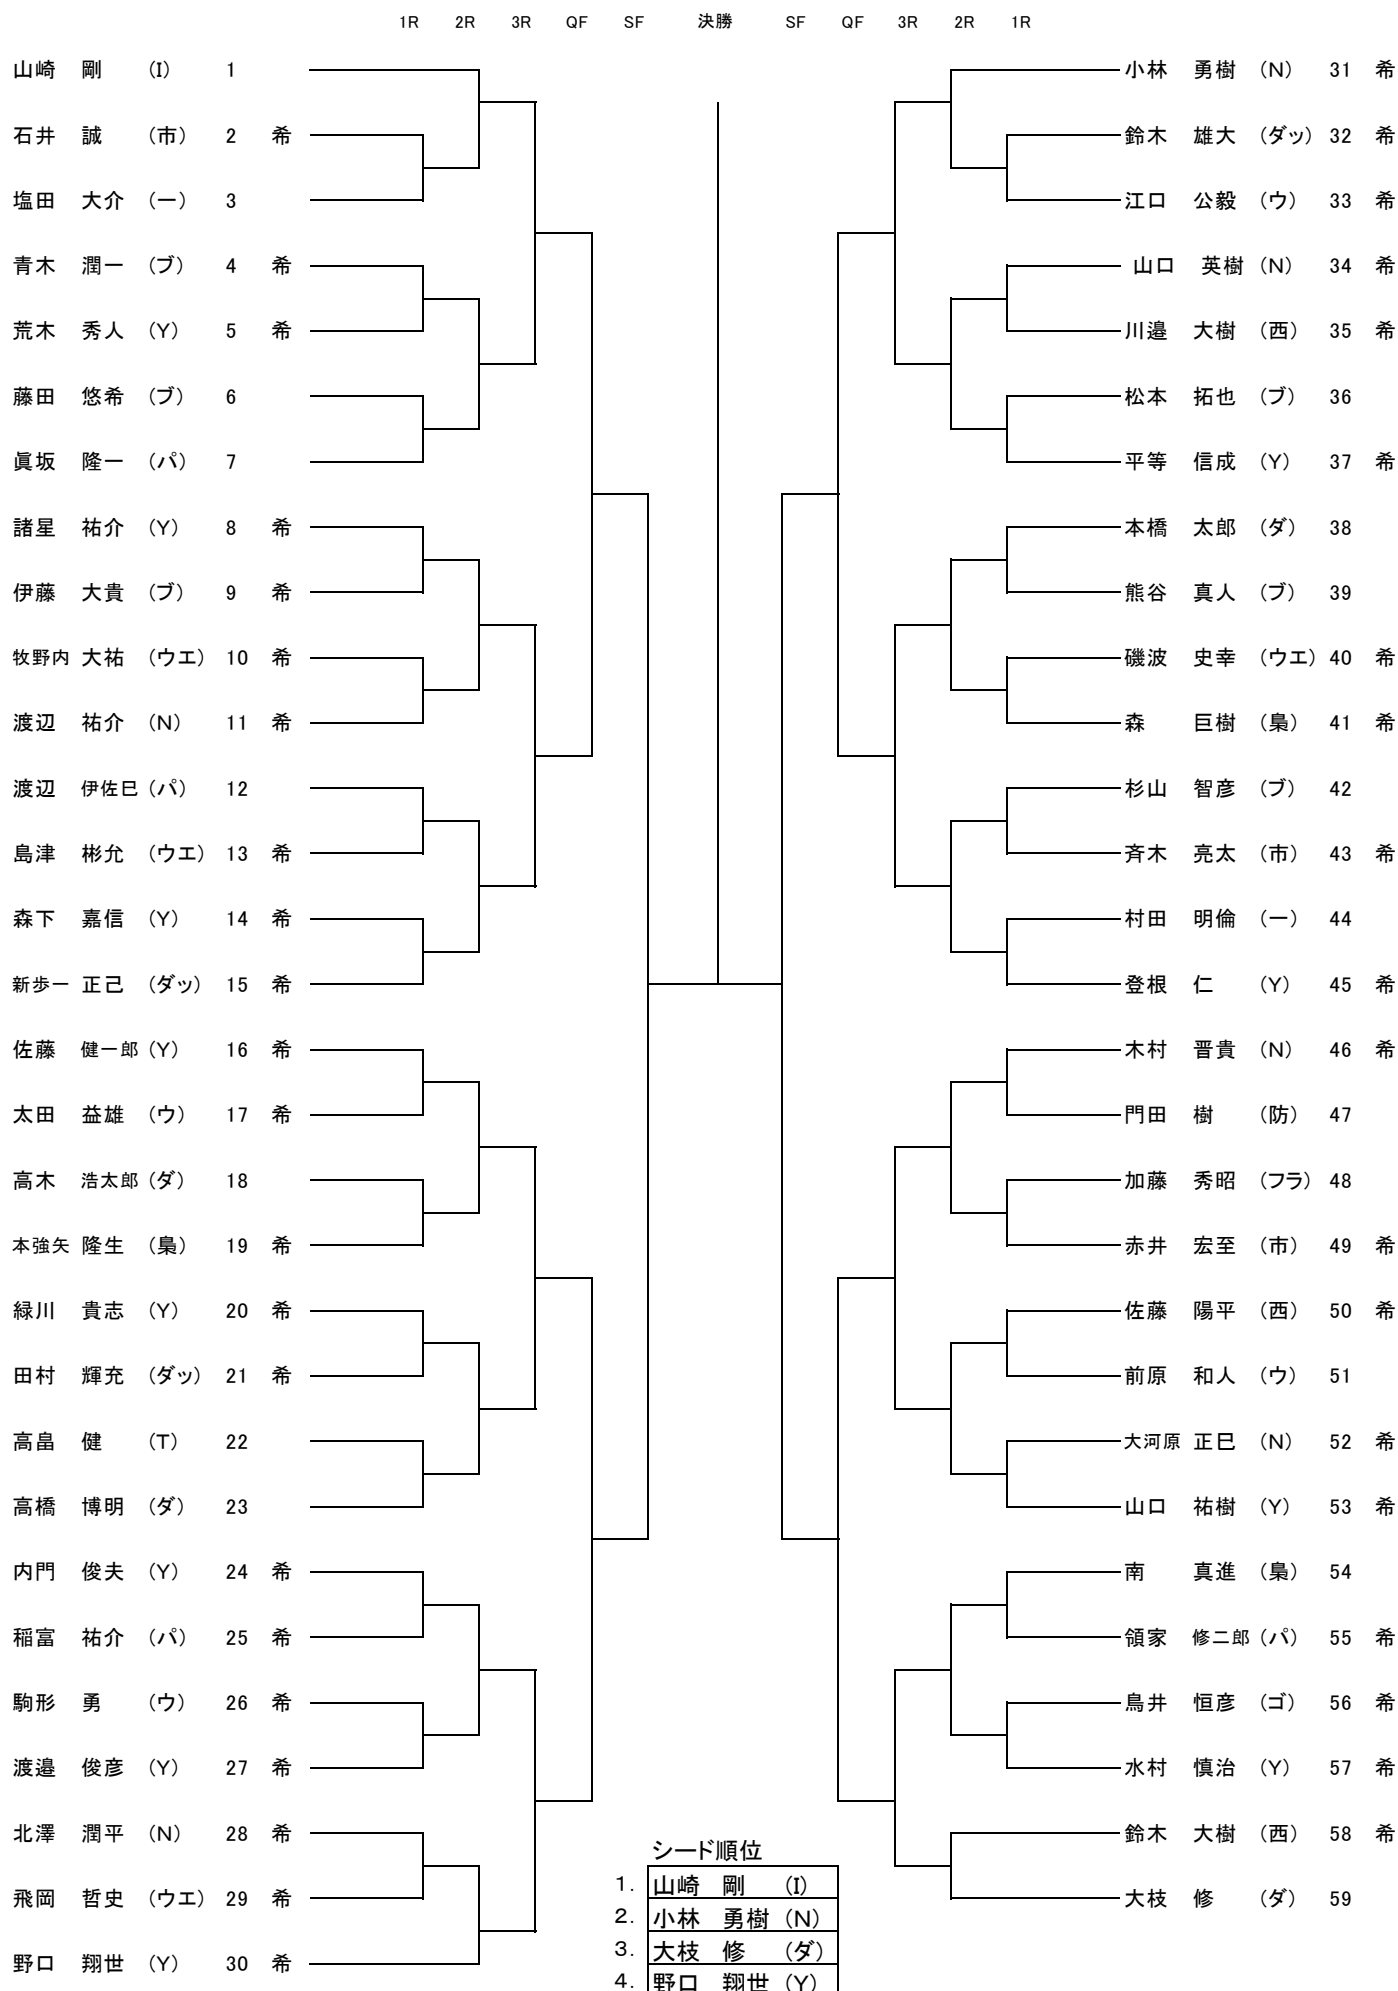 1R 2R 3R QF SF 決勝 SF QF 3R 2R 1R
山崎 剛 (I) 1 小林 勇樹 (N) 31 希
石井 誠 (市) 2 希 鈴木 雄大 (ダッ) 32 希
塩田 大介 (一) 3 江口 公毅 (ウ) 33 希
青木 潤一 (ブ) 4 希 山口 英樹 (N) 34 希
荒木 秀人 (Y) 5 希 川邉 大樹 (西) 35 希
藤田 悠希 (ブ) 6 松本 拓也 (ブ) 36
眞坂 隆一 (パ) 7 平等 信成 (Y) 37 希
諸星 祐介 (Y) 8 希 本橋 太郎 (ダ) 38
伊藤 大貴 (ブ) 9 希 熊谷 真人 (ブ) 39
牧野内 大祐 (ウエ) 10 希 磯波 史幸 (ウエ) 40 希
渡辺 祐介 (N) 11 希 森 巨樹 (梟) 41 希
渡辺 伊佐巳 (パ) 12 杉山 智彦 (ブ) 42
島津 彬允 (ウエ) 13 希 斉木 亮太 (市) 43 希
森下 嘉信 (Y) 14 希 村田 明倫 (一) 44
新歩一 正己 (ダッ) 15 希 登根 仁 (Y) 45 希
佐藤 健一郎 (Y) 16 希 木村 晋貴 (N) 46 希
太田 益雄 (ウ) 17 希 門田 樹 (防) 47
高木 浩太郎 (ダ) 18 加藤 秀昭 (フラ) 48
本強矢 隆生 (梟) 19 希 赤井 宏至 (市) 49 希
緑川 貴志 (Y) 20 希 佐藤 陽平 (西) 50 希
田村 輝充 (ダッ) 21 希 前原 和人 (ウ) 51
高畠 健 (T) 22 大河原 正巳 (N) 52 希
高橋 博明 (ダ) 23 山口 祐樹 (Y) 53 希
内門 俊夫 (Y) 24 希 南 真進 (梟) 54
稲富 祐介 (パ) 25 希 領家 修二郎 (パ) 55 希
駒形 勇 (ウ) 26 希 鳥井 恒彦 (ゴ) 56 希
渡邉 俊彦 (Y) 27 希 水村 慎治 (Y) 57 希
北澤 潤平 (N) 28 希 鈴木 大樹 (西) 58 希
飛岡 哲史 (ウエ) 29 希 大枝 修 (ダ) 59
野口 翔世 (Y) 30 希
シード順位
1. 山崎 剛 (I)
2. 小林 勇樹 (N)
3. 大枝 修 (ダ)
4. 野口 翔世 (Y)